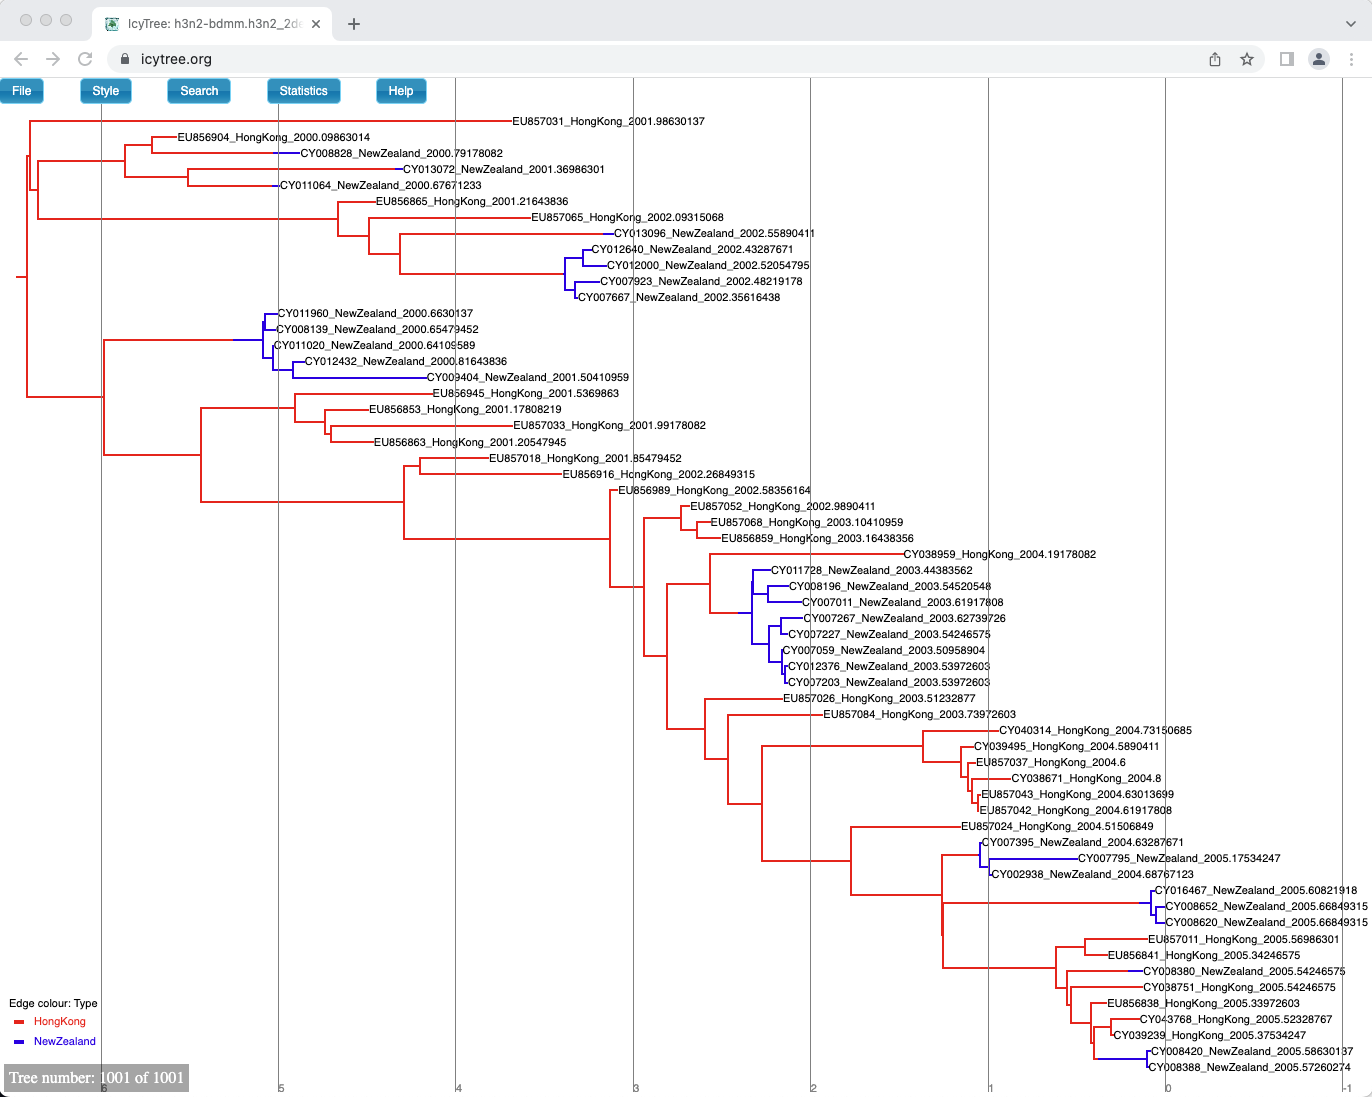 IcyTree: h3n2-bdmm.h3n2_2de
icytree.org
File Style Search Statistics Help
EU857031_HongKong_2001.98630137
EU856904_HongKong_2000.09863014
CY008828_NewZealand_2000.79178082
CY013072_NewZealand_2001.36986301
CY011064_NewZealand_2000.67671233
EU856865_HongKong_2001.21643836
EU857065_HongKong_2002.09315068
CY013096_NewZealand_2002.55890411
CY012640_NewZealand_2002.43287671
CY012000_NewZealand_2002.52054795
CY007923_NewZealand_2002.48219178
CY007667_NewZealand_2002.35616438
CY011960_NewZealand_2000.6630137
CY008139_NewZealand_2000.65479452
CY011020_NewZealand_2000.64109589
CY012432_NewZealand_2000.81643836
CY009404_NewZealand_2001.50410959
EU856945_HongKong_2001.5369863
EU856853_HongKong_2001.17808219
EU857033_HongKong_2001.99178082
EU856863_HongKong_2001.20547945
EU857018_HongKong_2001.85479452
EU856916_HongKong_2002.26849315
EU856989_HongKong_2002.58356164
EU857052_HongKong_2002.9890411
EU857068_HongKong_2003.10410959
EU856859_HongKong_2003.16438356
CY038959_HongKong_2004.19178082
CY011728_NewZealand_2003.44383562
CY008196_NewZealand_2003.54520548
CY007011_NewZealand_2003.61917808
CY007267_NewZealand_2003.62739726
CY007227_NewZealand_2003.54246575
CY007059_NewZealand_2003.50958904
CY012376_NewZealand_2003.53972603
CY007203_NewZealand_2003.53972603
EU857026_HongKong_2003.51232877
EU857084_HongKong_2003.73972603
CY040314_HongKong_2004.73150685
CY039495_HongKong_2004.5890411
EU857037_HongKong_2004.6
CY038671_HongKong_2004.8
EU857043_HongKong_2004.63013699
EU857042_HongKong_2004.61917808
EU857024_HongKong_2004.51506849
CY007395_NewZealand_2004.63287671
CY007795_NewZealand_2005.17534247
CY002938_NewZealand_2004.68767123
CY016467_NewZealand_2005.60821918
CY008652_NewZealand_2005.66849315
CY008620_NewZealand_2005.66849315
EU857011_HongKong_2005.56986301
EU856841_HongKong_2005.34246575
CY008380_NewZealand_2005.54246575
CY038751_HongKong_2005.54246575
EU856838_HongKong_2005.33972603
CY043768_HongKong_2005.52328767
CY039239_HongKong_2005.37534247
CY008420_NewZealand_2005.58630137
CY008388_NewZealand_2005.57260274
Edge colour: Type
HongKong
NewZealand
Tree number: 1001 of 1001
6 5 4 3 2 1 0 -1